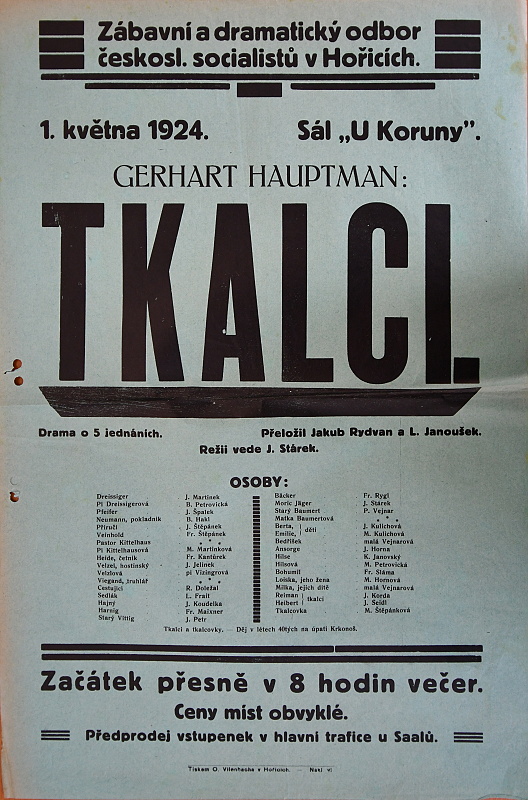 Zábavní a dramatický odbor
českosl. socialistů v Hořicích.
1. května 1924. Sál „U Koruny".
GERHART HAUPTMAN:
TKALCI.
Drama o 5 jednáních. Přeložil Jakub Rydvan a L. Janoušek.
Režii vede J. Stárek.
OSOBY:
Dreissiger J. Martinek
Pí Dreissigerová B. Petrovická
Pfeifer J. Špalek
Neumann, pokladník B. Hakl
Příručí J. Štěpánek
Veinhold Fr. Štěpánek
Pastor Kittelhaus * * *
Pí Kittelhausová M. Martinková
Heide, četník Fr. Kantůrek
Velzel, hostinský J. Jelínek
Velzlová pí Vizingrová
Viegand, truhlář * * *
Cestující R. Doležal
Sedlák L. Frait
Hajný J. Koudelka
Harnig Fr. Maixner
Starý Vittig J. Petr
Bäcker Fr. Rygl
Moric Jäger J. Stárek
Starý Baumert P. Vejnar
Matka Baumertová * *
Berta, J. Kulichová
Emilie, děti M. Kulichová
Bedřišek malá Vejnarová
Ansorge J. Horna
Hilse K. Janovský
Hilsová M. Petrovická
Bohumil Fr. Sláma
Loiska, jeho žena M. Hornová
Milka, jejich dítě malá Vejnarová
Reiman J. Korda
Heibert tkalci J. Seidl
Tkalcovka M. Štěpánková
Tkalci a tkalcovky. — Děj v létech 40tých na úpatí Krkonoš.
Začátek přesně v 8 hodin večer.
Ceny míst obvyklé.
Předprodej vstupenek v hlavní trafice u Saalů.
Tiskem O. Vilenhacha v Hořicích. —